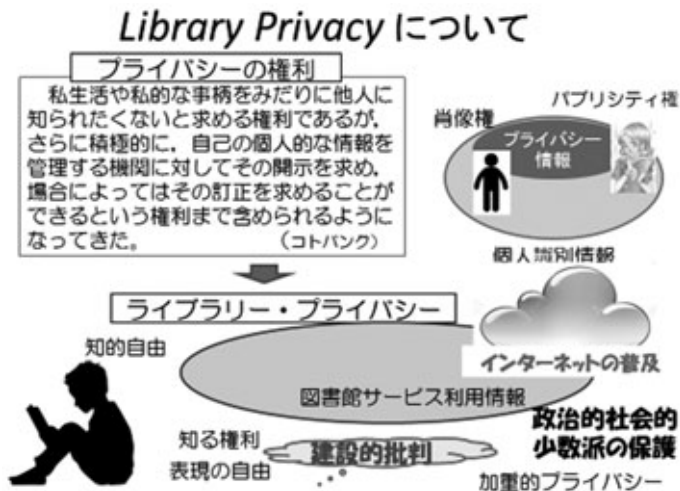 Library Privacy について
プライバシーの権利
私生活や私的な事柄をみだりに他人に
知られたくないと求める権利であるが,
さらに積極的に,自己の個人的な情報を
管理する機関に対してその開示を求め,
場合によってはその訂正を求めることが
できるという権利まで含められるように
なってきた。 (コトバンク)
パブリシティ権
肖像権
プライバシー
情報
個人識別情報
ライブラリー・プライバシー
知的自由
インターネットの普及
図書館サービス利用情報
政治的社会的
少数派の保護
知る権利
表現の自由
建設的批判
加重的プライバシー